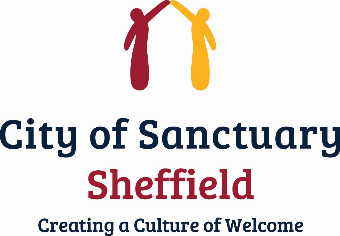 City of Sanctuary
Sheffield
Creating a Culture of Welcome